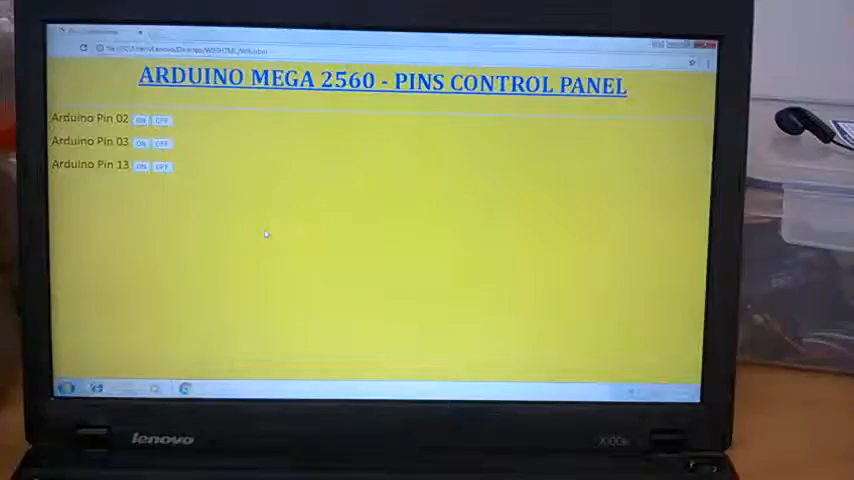 ARDUINO MEGA 2560 - PINS CONTROL PANEL
Arduino Pin 02 ON OFF
Arduino Pin 03 ON OFF
Arduino Pin 13 ON OFF
lenovo